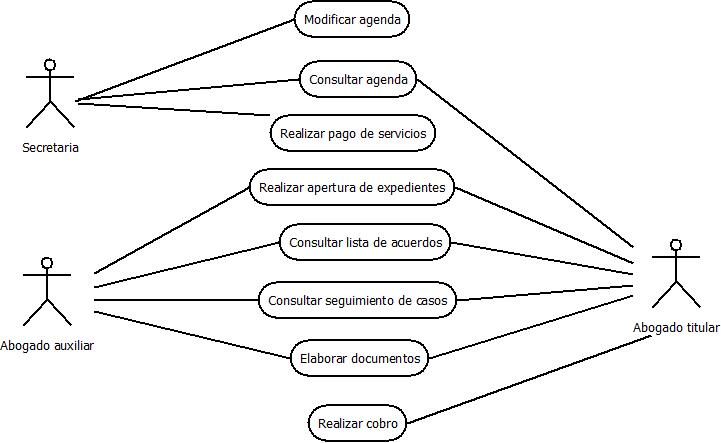 Modificar agenda
Consultar agenda
Secretaria
Realizar pago de servicios
Realizar apertura de expedientes
Consultar lista de acuerdos
Consultar seguimiento de casos
Abogado titular
Abogado auxiliar
Elaborar documentos
Realizar cobro